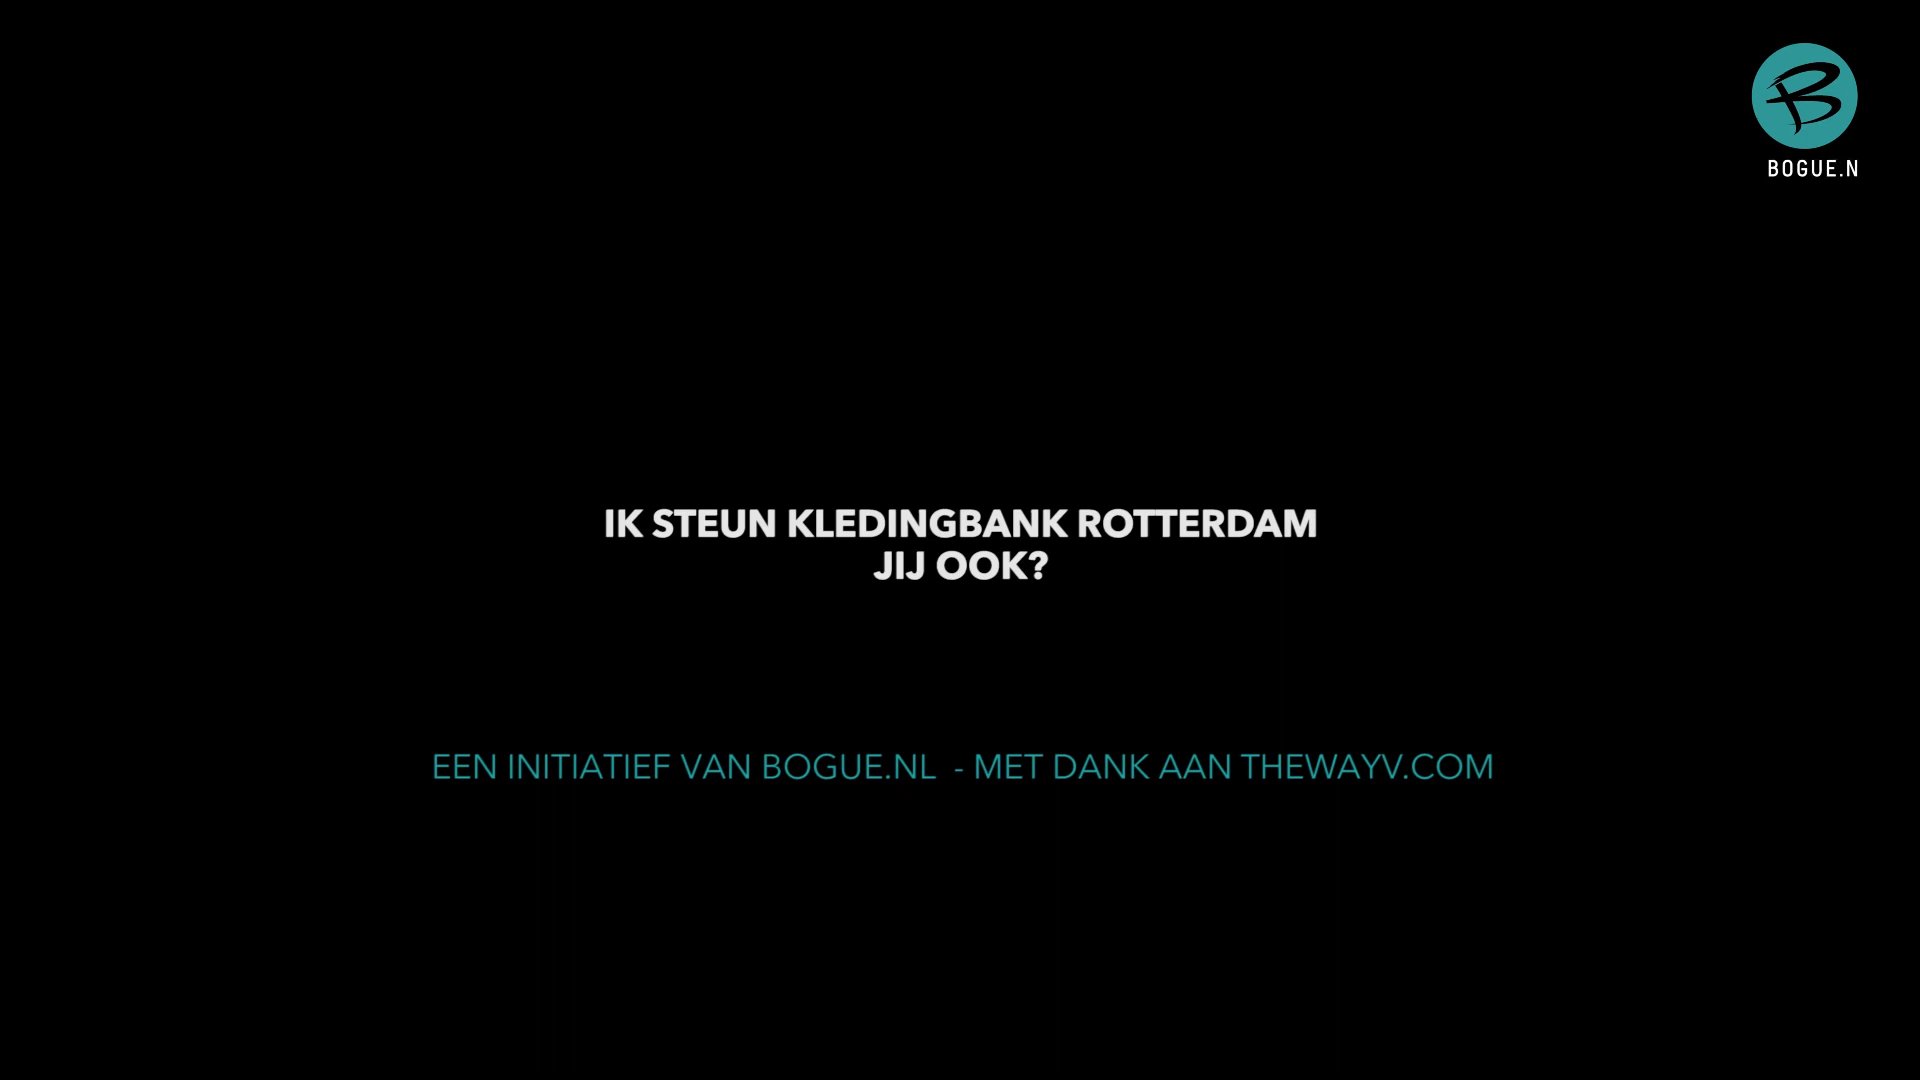 BOGUE.N
IK STEUN KLEDINGBANK ROTTERDAM
JIJ OOK?
EEN INITIATIEF VAN BOGUE.NL - MET DANK AAN THEWAYV.COM